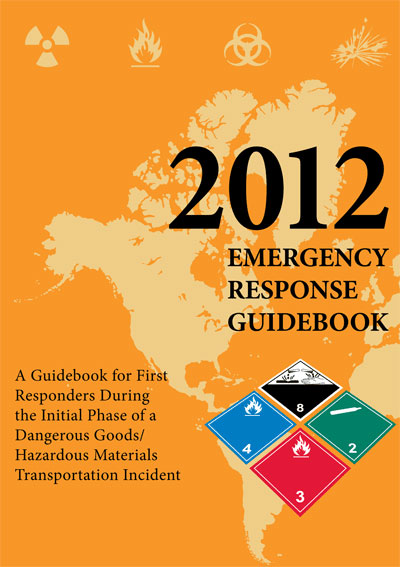 2012
EMERGENCY
RESPONSE
GUIDEBOOK
A Guidebook for First
Responders During
the Initial Phase of a
Dangerous Goods/
Hazardous Materials
Transportation Incident
8
4
2
3